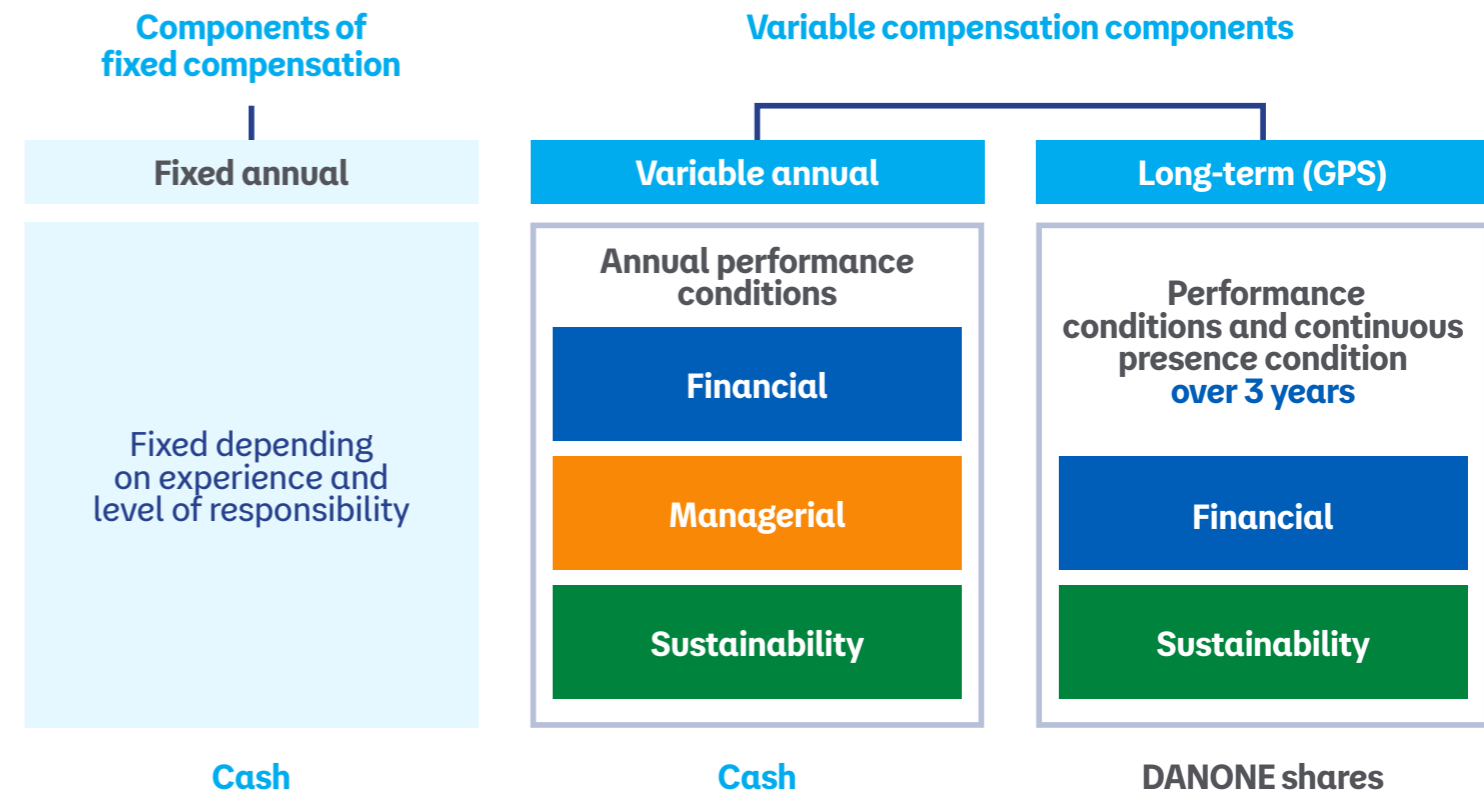 Components of
fixed compensation
Variable compensation components
Fixed annual
Variable annual
Long-term (GPS)
Fixed depending
on experience and
level of responsibility
Annual performance
conditions
Financial
Managerial
Sustainability
Performance
conditions and continuous
presence condition
over 3 years
Financial
Sustainability
Cash
Cash
DANONE shares